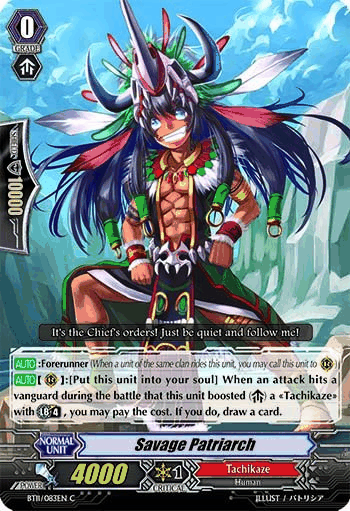 0
GRADE
10000
SHIELD
It's the Chief's orders! Just be quiet and follow me!
AUTO :Forerunner (When a unit of the same clan rides this unit, you may call this unit to )
AUTO [ ]:[Put this unit into your soul] When an attack hits a
vanguard during the battle that this unit boosted ( ) a «Tachikaze»
with LB4, you may pay the cost. If you do, draw a card.
NORMAL
UNIT
Savage Patriarch
POWER
4000
1
CRITICAL
Tachikaze
Human
BT11/083EN C
ILLUST / パトリシア